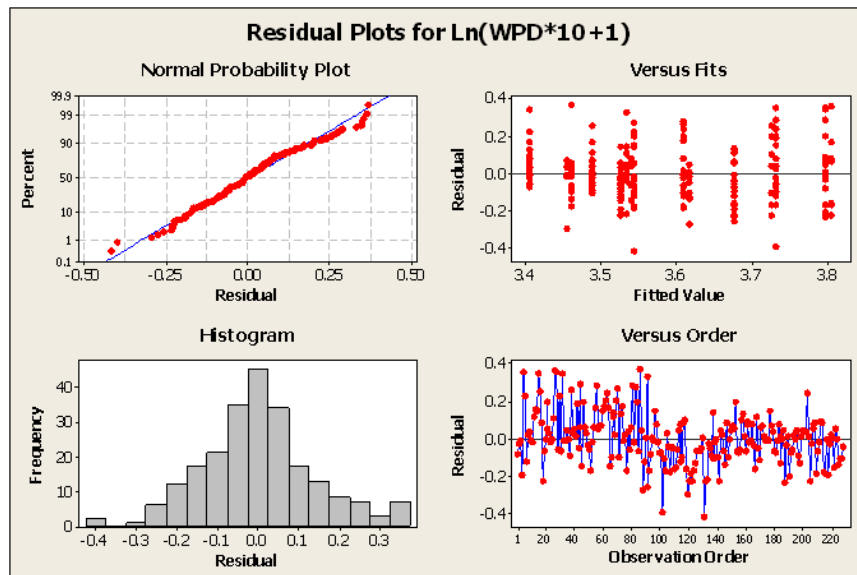 Residual Plots for Ln(WPD*10+1)
Normal Probability Plot
99.9
99
90
50
10
1
0.1
Percent
-0.50 -0.25 0.00 0.25 0.50
Residual
Versus Fits
0.4
0.2
0.0
-0.2
-0.4
Residual
3.4 3.5 3.6 3.7 3.8
Fitted Value
Histogram
40
30
20
10
0
Frequency
-0.4 -0.3 -0.2 -0.1 0.0 0.1 0.2 0.3
Residual
Versus Order
0.4
0.2
0.0
-0.2
-0.4
Residual
1 20 40 60 80 100 120 140 160 180 200 220
Observation Order